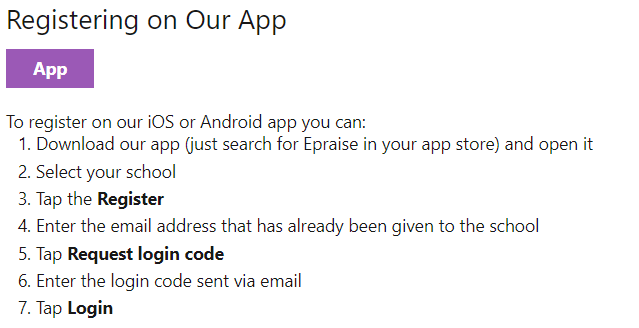 Registering on Our App
App
To register on our iOS or Android app you can:
1. Download our app (just search for Epraise in your app store) and open it
2. Select your school
3. Tap the Register
4. Enter the email address that has already been given to the school
5. Tap Request login code
6. Enter the login code sent via email
7. Tap Login